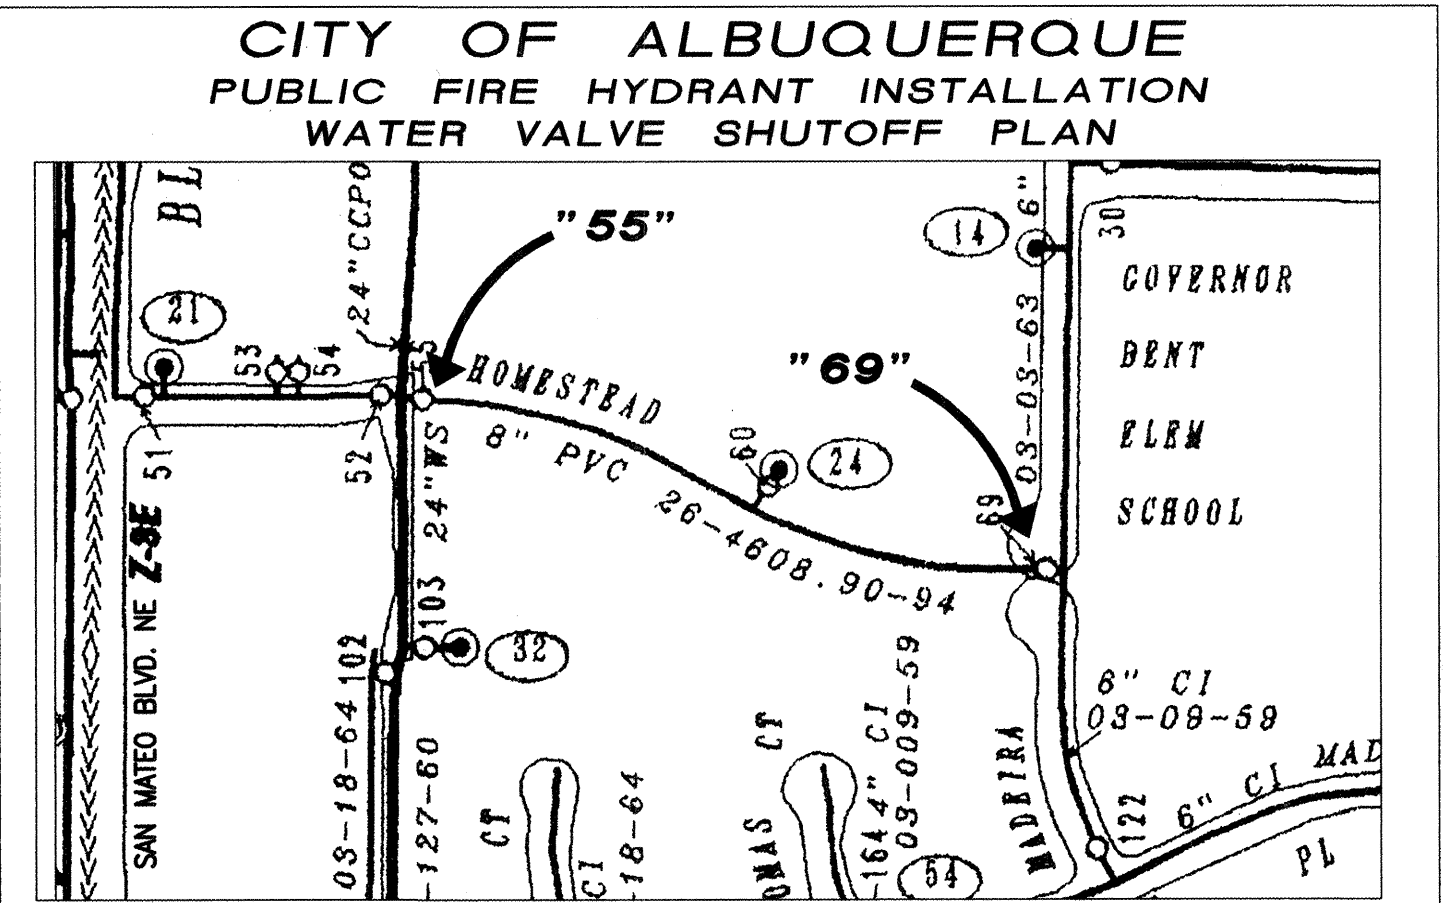 CITY OF ALBUQUERQUE
PUBLIC FIRE HYDRANT INSTALLATION
WATER VALVE SHUTOFF PLAN
BL
24"CCPO
"55"
14
6"
30
GOVERNOR
BENT
ELEM
SCHOOL
21
53
54
HOMESTEAD
"69"
03-03-63
51
52
24"WS
8" PVC 26-4608.90-94
60
24
69
SAN MATEO BLVD. NE Z-8E
103
102
32
03-18-64
-127-60
CT
CI
-18-64
CT
OMAS
-164 4" CI
03-009-59
54
MADEIRA
6" CI
03-09-59
122
6" CI MAD
PL